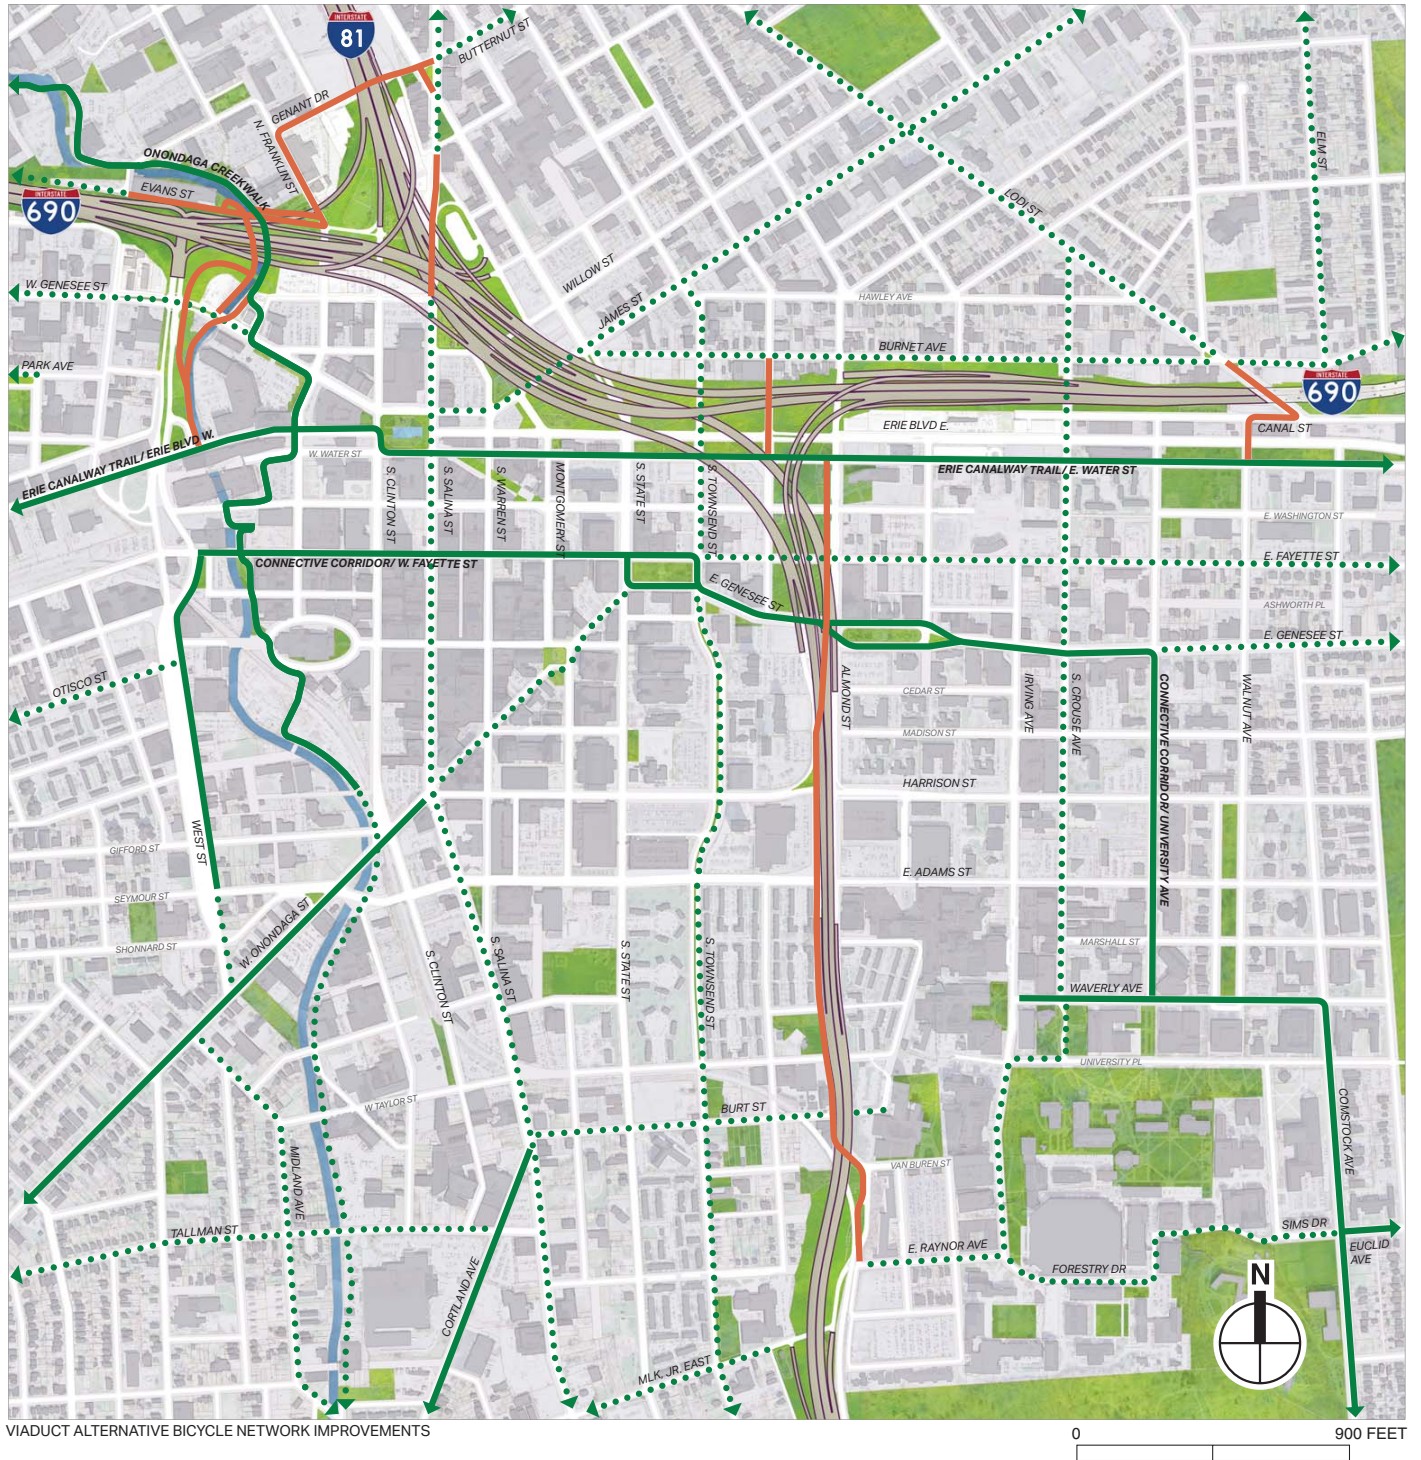 INTERSTATE
81
BUTTERNUT ST
GENANT DR
N. FRANKLIN ST
ONONDAGA CREEKWALK
EVANS ST
ELM ST
INTERSTATE
690
LODI ST
WILLOW ST
W. GENESEE ST
HAWLEY AVE
JAMES ST
BURNET AVE
PARK AVE
INTERSTATE
690
ERIE BLVD E.
CANAL ST
ERIE CANALWAY TRAIL/ ERIE BLVD W.
W. WATER ST
ERIE CANALWAY TRAIL/ E. WATER ST
S. CLINTON ST
S. SALINA ST
S. WARREN ST
MONTGOMERY ST
S. STATE ST
S. TOWNSEND ST
E. WASHINGTON ST
E. FAYETTE ST
CONNECTIVE CORRIDOR/ W. FAYETTE ST
E. GENESEE ST
ASHWORTH PL
E. GENESEE ST
OTISCO ST
ALMOND ST
CEDAR ST
IRVING AVE
S. CROUSE AVE
CONNECTIVE CORRIDOR/ UNIVERSITY AVE
WALNUT AVE
MADISON ST
HARRISON ST
WEST ST
GIFFORD ST
E. ADAMS ST
SEYMOUR ST
W. ONONDAGA ST
SHONNARD ST
S. CLINTON ST
S. SALINA ST
S. STATE ST
S. TOWNSEND ST
MARSHALL ST
WAVERLY AVE
UNIVERSITY PL
W. TAYLOR ST
BURT ST
COMSTOCK AVE
MIDLAND AVE
VAN BUREN ST
TALLMAN ST
SIMS DR
E. RAYNOR AVE
EUCLID
AVE
FORESTRY DR
CORTLAND AVE
N
MLK, JR. EAST
VIADUCT ALTERNATIVE BICYCLE NETWORK IMPROVEMENTS
0 900 FEET